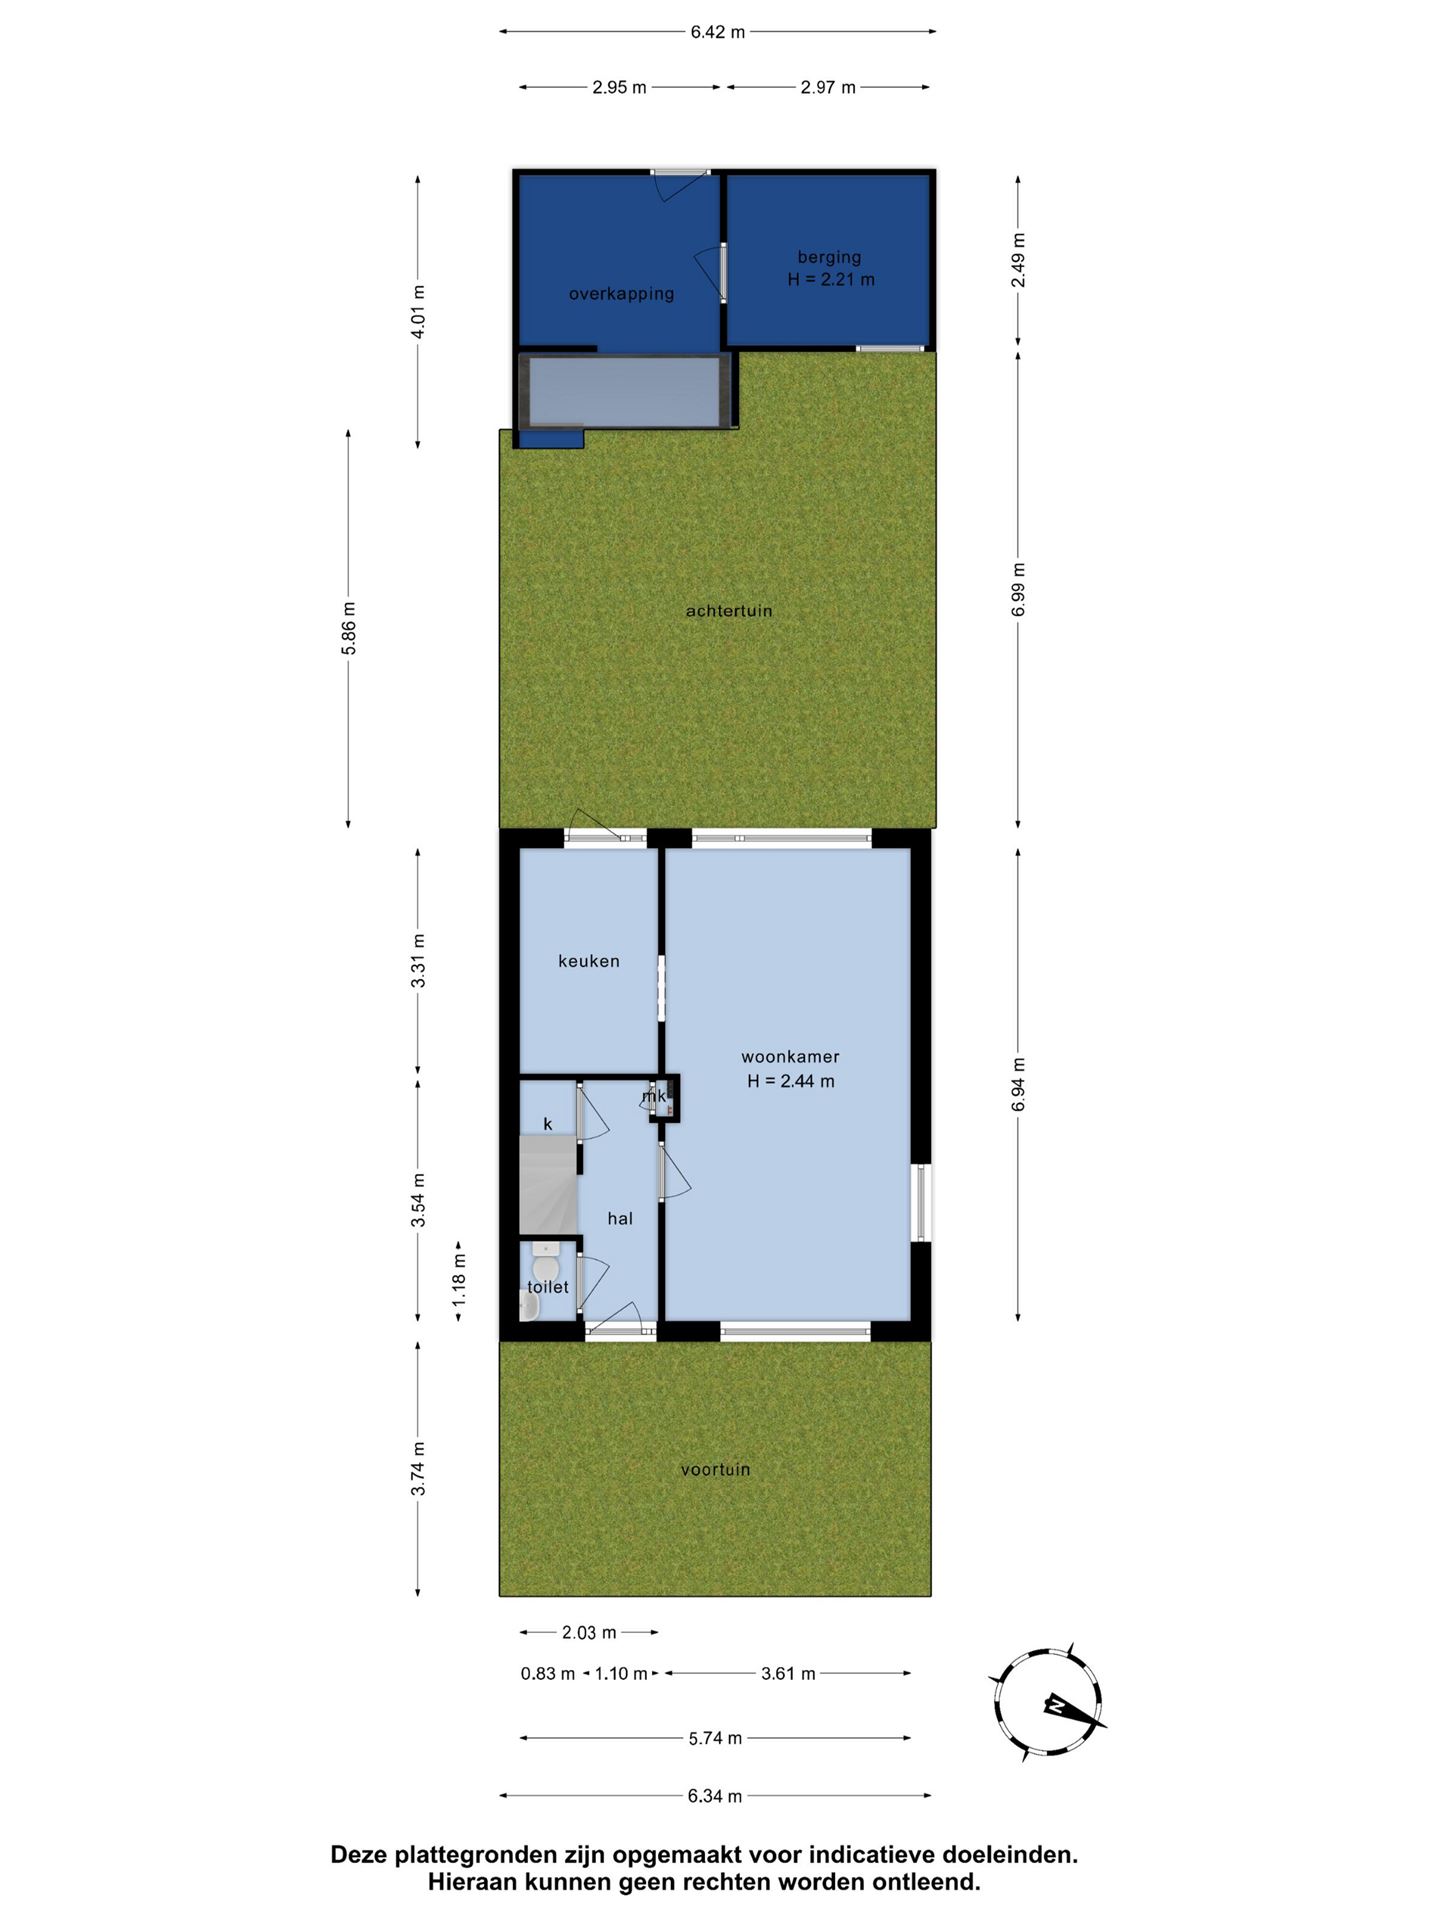 6.42 m
2.95 m
2.97 m
4.01 m
2.49 m
berging
H = 2.21 m
overkapping
5.86 m
6.99 m
achtertuin
3.31 m
keuken
woonkamer
H = 2.44 m
6.94 m
mk
k
3.54 m
hal
1.18 m
toilet
3.74 m
voortuin
2.03 m
0.83 m
1.10 m
3.61 m
N
5.74 m
6.34 m
Deze plattegronden zijn opgemaakt voor indicatieve doeleinden.
Hieraan kunnen geen rechten worden ontleend.